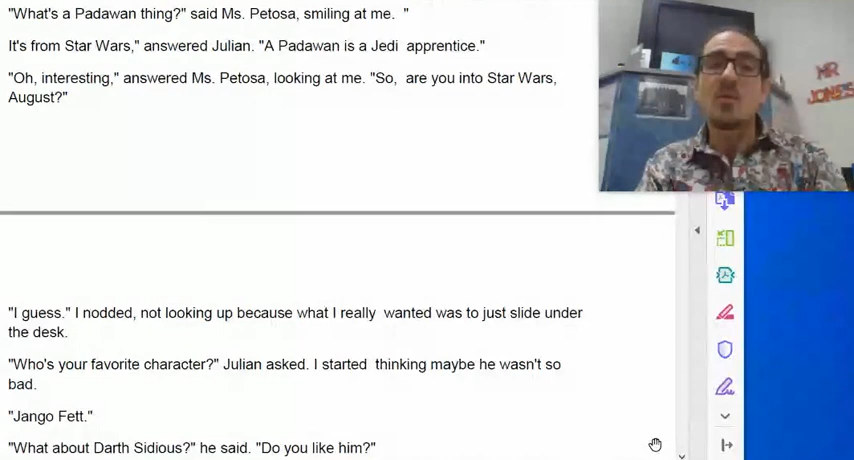 "What's a Padawan thing?" said Ms. Petosa, smiling at me. "
It's from Star Wars," answered Julian. "A Padawan is a Jedi apprentice."
"Oh, interesting," answered Ms. Petosa, looking at me. "So, are you into Star Wars,
August?"
MR
JONES
"I guess." I nodded, not looking up because what I really wanted was to just slide under
the desk.
"Who's your favorite character?" Julian asked. I started thinking maybe he wasn't so
bad.
"Jango Fett."
"What about Darth Sidious?" he said. "Do you like him?"